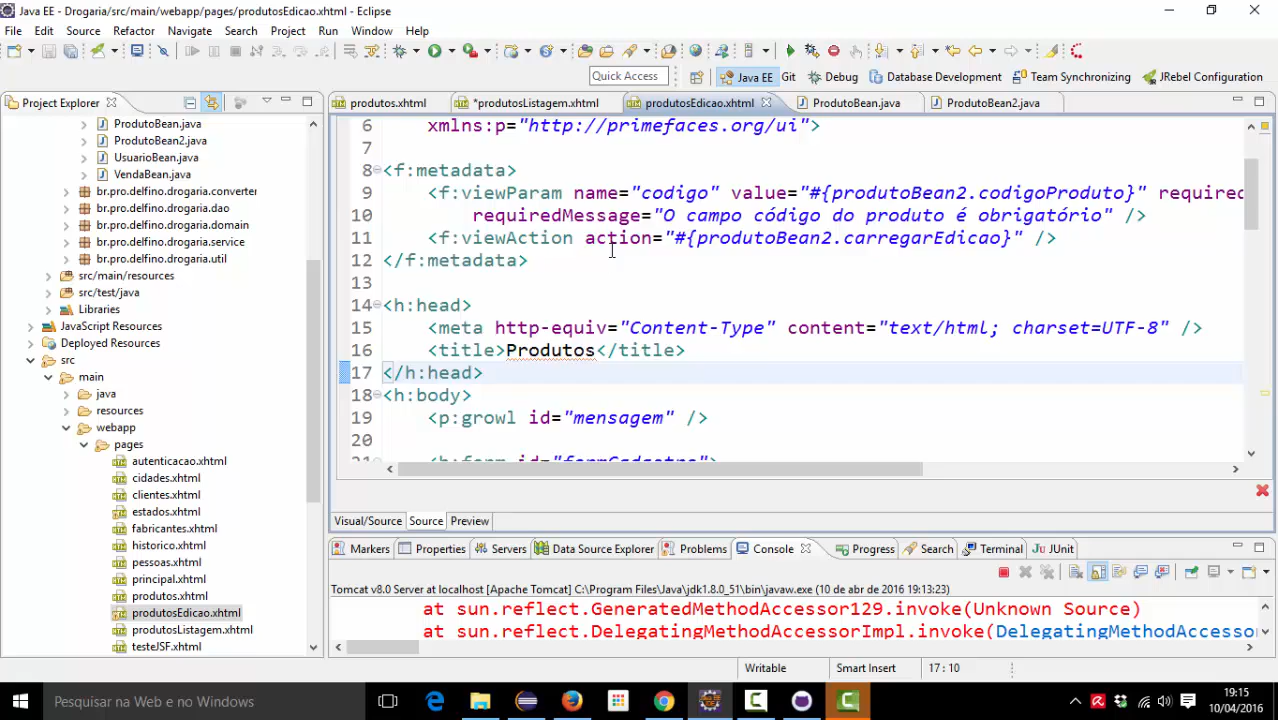 Java EE - Drogaria/src/main/webapp/pages/produtosEdicao.xhtml - Eclipse
File Edit Source Refactor Navigate Search Project Run Window Help
Quick Access Java EE Git Debug Database Development Team Synchronizing JRebel Configuration
Project Explorer
ProdutoBean.java
ProdutoBean2.java
UsuarioBean.java
VendaBean.java
br.pro.delfino.drogaria.converter
br.pro.delfino.drogaria.dao
br.pro.delfino.drogaria.domain
br.pro.delfino.drogaria.service
br.pro.delfino.drogaria.util
src/main/resources
src/test/java
Libraries
JavaScript Resources
Deployed Resources
src
main
java
resources
webapp
pages
autenticacao.xhtml
cidades.xhtml
clientes.xhtml
estados.xhtml
fabricantes.xhtml
historico.xhtml
pessoas.xhtml
principal.xhtml
produtos.xhtml
produtosEdicao.xhtml
produtosListagem.xhtml
testeJSF.xhtml
produtos.xhtml *produtosListagem.xhtml produtosEdicao.xhtml ProdutoBean.java ProdutoBean2.java
6 xmlns:p="http://primefaces.org/ui">
7
8 <f:metadata>
9 <f:viewParam name="codigo" value="#{produtoBean2.codigoProduto}" required
10 requiredMessage="O campo código do produto é obrigatório" />
11 <f:viewAction action="#{produtoBean2.carregarEdicao}" />
12 </f:metadata>
13
14 <h:head>
15 <meta http-equiv="Content-Type" content="text/html; charset=UTF-8" />
16 <title>Produtos</title>
17 </h:head>
18 <h:body>
19 <p:growl id="mensagem" />
20
21 <h:form id="formCadastro">
Visual/Source Source Preview
Markers Properties Servers Data Source Explorer Problems Console Progress Search Terminal JUnit
Tomcat v8.0 Server at localhost [Apache Tomcat] C:\Program Files\Java\jdk1.8.0_51\bin\javaw.exe (10 de abr de 2016 19:13:23)
at sun.reflect.GeneratedMethodAccessor129.invoke(Unknown Source)
at sun.reflect.DelegatingMethodAccessorImpl.invoke(DelegatingMethodAccesso
Writable Smart Insert 17 : 10
Pesquisar na Web e no Windows
19:15
10/04/2016